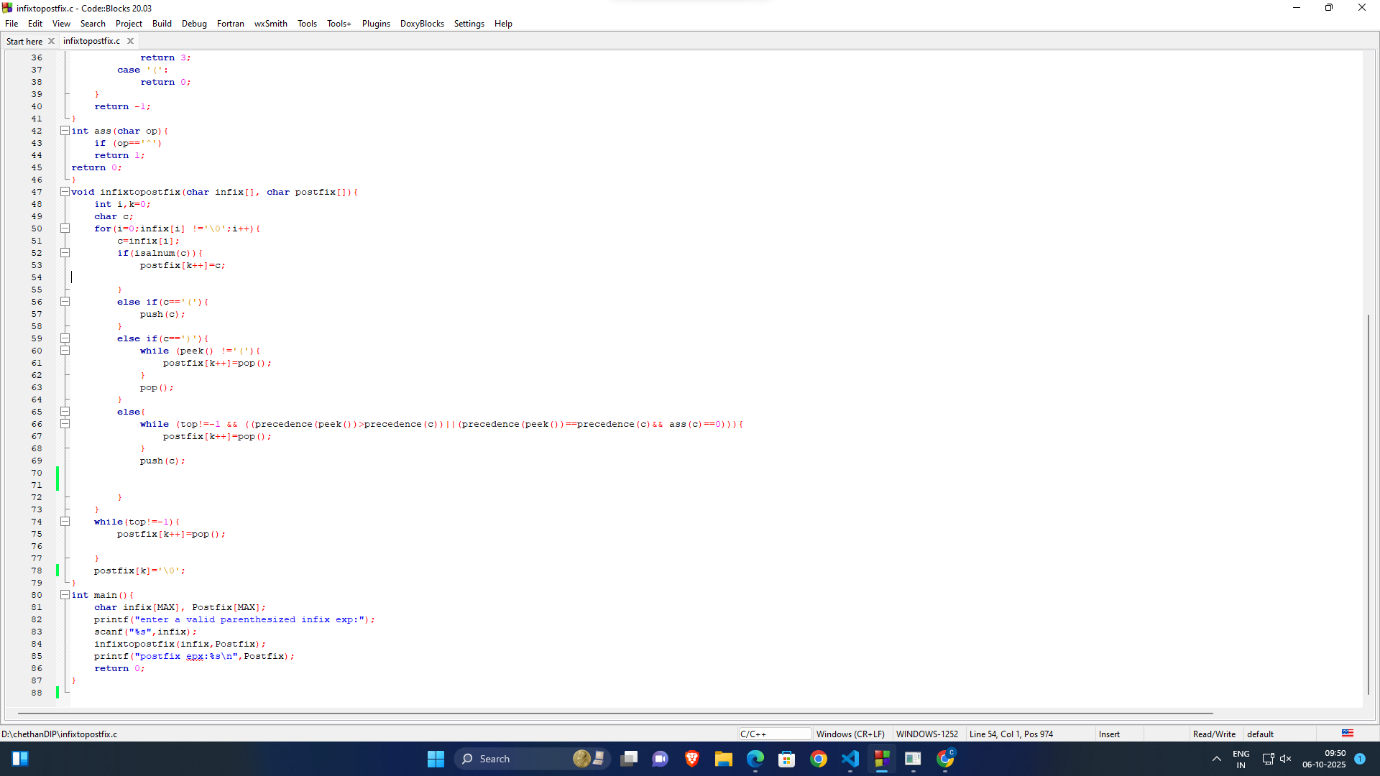 infixtopostfix.c - Code::Blocks 20.03
File Edit View Search Project Build Debug Fortran wxSmith Tools Tools+ Plugins DoxyBlocks Settings Help
Start here infixtopostfix.c
36 return 3;
37 case '(':
38 return 0;
39 }
40 return -1;
41 }
42 int ass(char op){
43 if (op=='^')
44 return 1;
45 return 0;
46 }
47 void infixtopostfix(char infix[], char postfix[]){
48 int i,k=0;
49 char c;
50 for(i=0;infix[i] !='\0';i++){
51 c=infix[i];
52 if(isalnum(c)){
53 postfix[k++]=c;
54
55 }
56 else if(c=='('){
57 push(c);
58 }
59 else if(c==')'){
60 while (peek() !='('){
61 postfix[k++]=pop();
62 }
63 pop();
64 }
65 else{
66 while (top!=-1 && ((precedence(peek())>precedence(c))||(precedence(peek())==precedence(c)&& ass(c)==0))){
67 postfix[k++]=pop();
68 }
69 push(c);
70
71
72 }
73 }
74 while(top!=-1){
75 postfix[k++]=pop();
76
77 }
78 postfix[k]='\0';
79 }
80 int main(){
81 char infix[MAX], Postfix[MAX];
82 printf("enter a valid parenthesized infix exp:");
83 scanf("%s",infix);
84 infixtopostfix(infix,Postfix);
85 printf("postfix epx:%s\n",Postfix);
86 return 0;
87 }
88
D:\chethanDIP\infixtopostfix.c C/C++ Windows (CR+LF) WINDOWS-1252 Line 54, Col 1, Pos 974 Insert Read/Write default
Search C ENG IN 09:50 06-10-2025 1